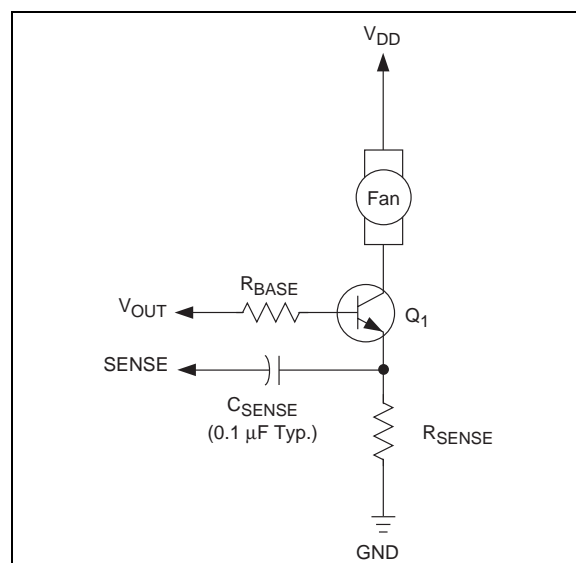 VDD
Fan
RBASE
VOUT
Q1
SENSE
CSENSE
(0.1 μF Typ.)
RSENSE
GND